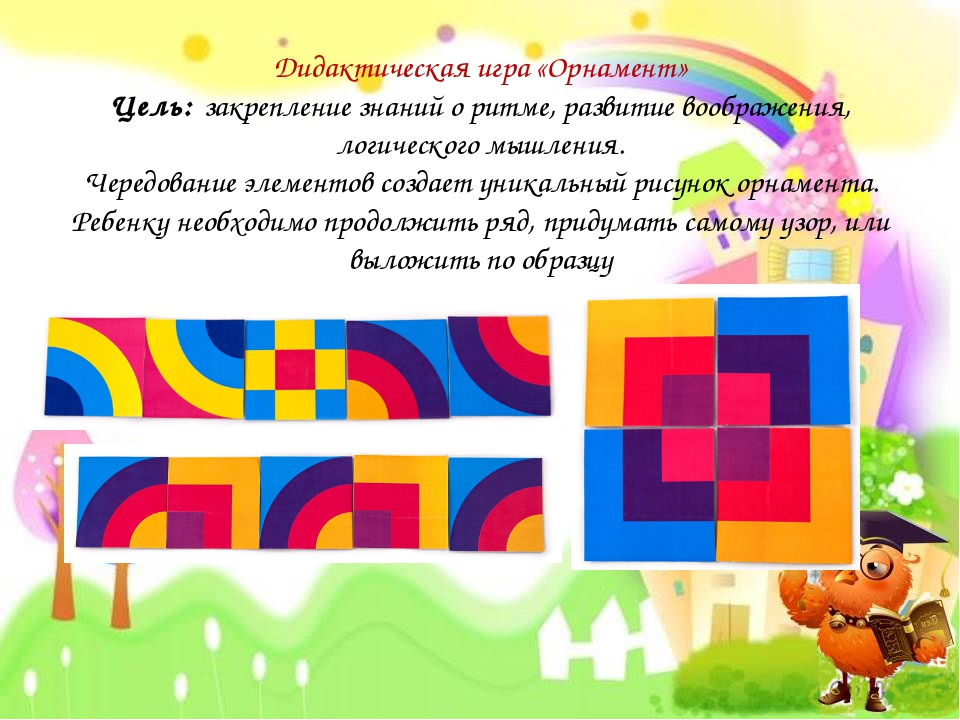 Дидактическая игра «Орнамент»
Цель: закрепление знаний о ритме, развитие воображения,
логического мышления.
Чередование элементов создает уникальный рисунок орнамента.
Ребенку необходимо продолжить ряд, придумать самому узор, или
выложить по образцу